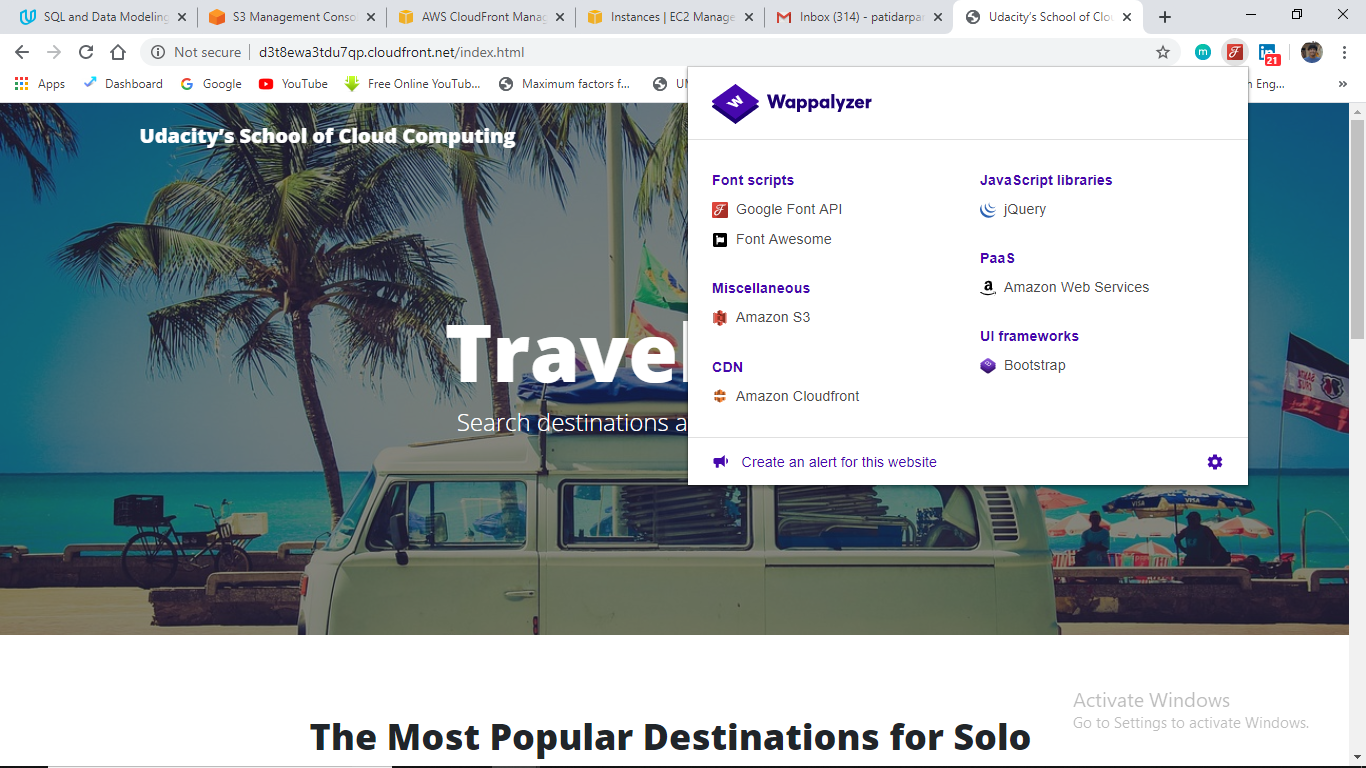 SQL and Data Modeling
S3 Management Conso
AWS CloudFront Manag
Instances | EC2 Manage
Inbox (314) - patidarpar
Udacity's School of Clou
Not secure
d3t8ewa3tdu7qp.cloudfront.net/index.html
m
21
Apps
Dashboard
Google
YouTube
Free Online YouTub...
Maximum factors f...
UM
n Eng...
»
Udacity’s School of Cloud Computing
Travel
Search destinations a
Wappalyzer
Font scripts
Google Font API
Font Awesome
Miscellaneous
Amazon S3
CDN
Amazon Cloudfront
JavaScript libraries
jQuery
PaaS
Amazon Web Services
UI frameworks
Bootstrap
Create an alert for this website
VISA
The Most Popular Destinations for Solo
Activate Windows
Go to Settings to activate Windows.